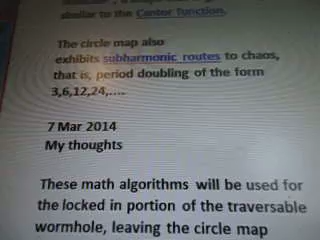 similar to the Cantor function.
The circle map also
exhibits subharmonic routes to chaos,
that is, period doubling of the form
3,6,12,24,....
7 Mar 2014
My thoughts
These math algorithms will be used for
the locked in portion of the traversable
wormhole, leaving the circle map